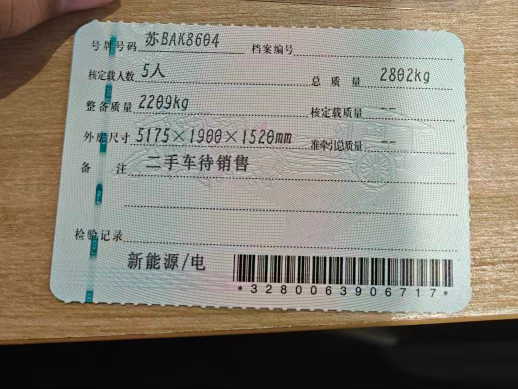 号牌号码 苏BAK8604 档案编号
核定载人数 5人 总质量 2802kg
整备质量 2209kg 核定载质量 --
外廓尺寸 5175×1900×1520mm 准牵引总质量 --
备注 二手车待销售
检验记录
新能源/电
*3280063906717*